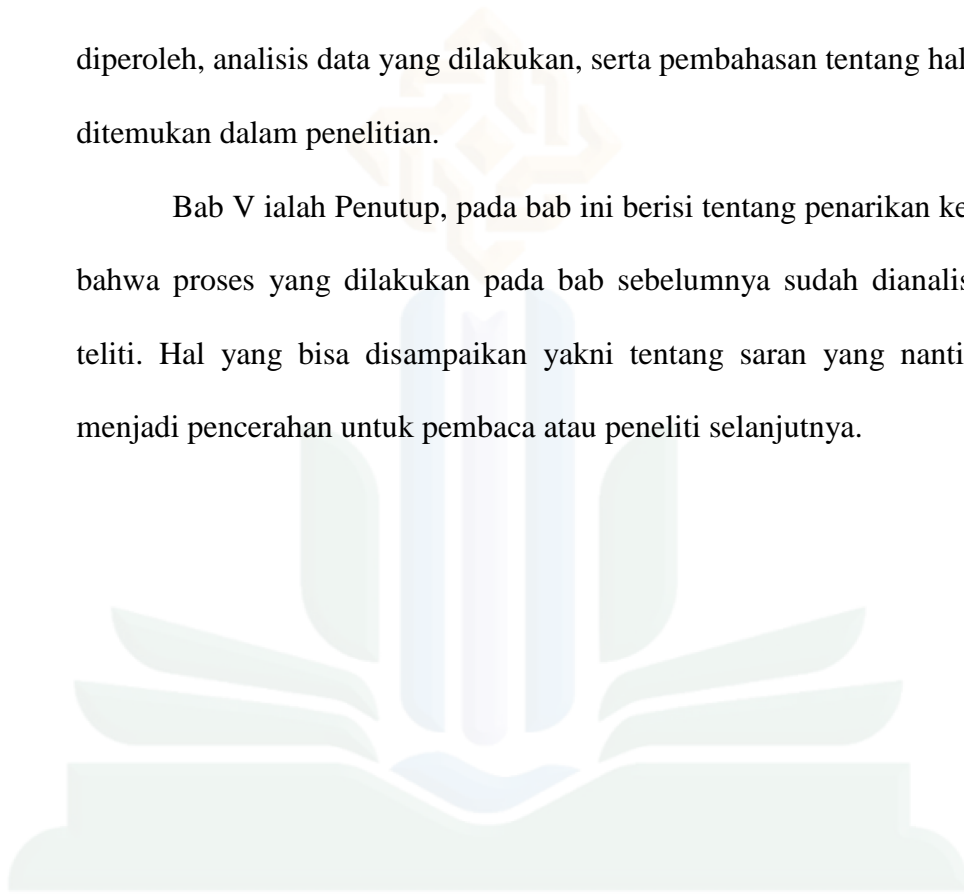 diperoleh, analisis data yang dilakukan, serta pembahasan tentang hal
ditemukan dalam penelitian.
Bab V ialah Penutup, pada bab ini berisi tentang penarikan ke
bahwa proses yang dilakukan pada bab sebelumnya sudah dianalis
teliti. Hal yang bisa disampaikan yakni tentang saran yang nanti
menjadi pencerahan untuk pembaca atau peneliti selanjutnya.